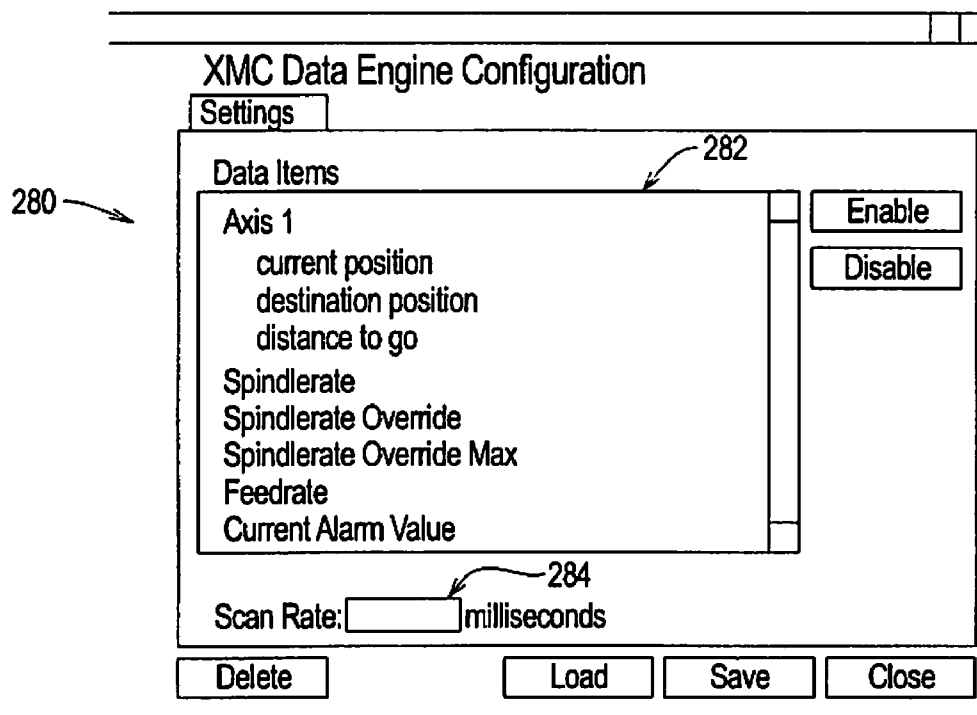 XMC Data Engine Configuration
Settings
282
Data Items
280
Axis 1
current position
destination position
distance to go
Spindlerate
Spindlerate Override
Spindlerate Override Max
Feedrate
Current Alarm Value
Enable
Disable
284
Scan Rate: milliseconds
Delete Load Save Close